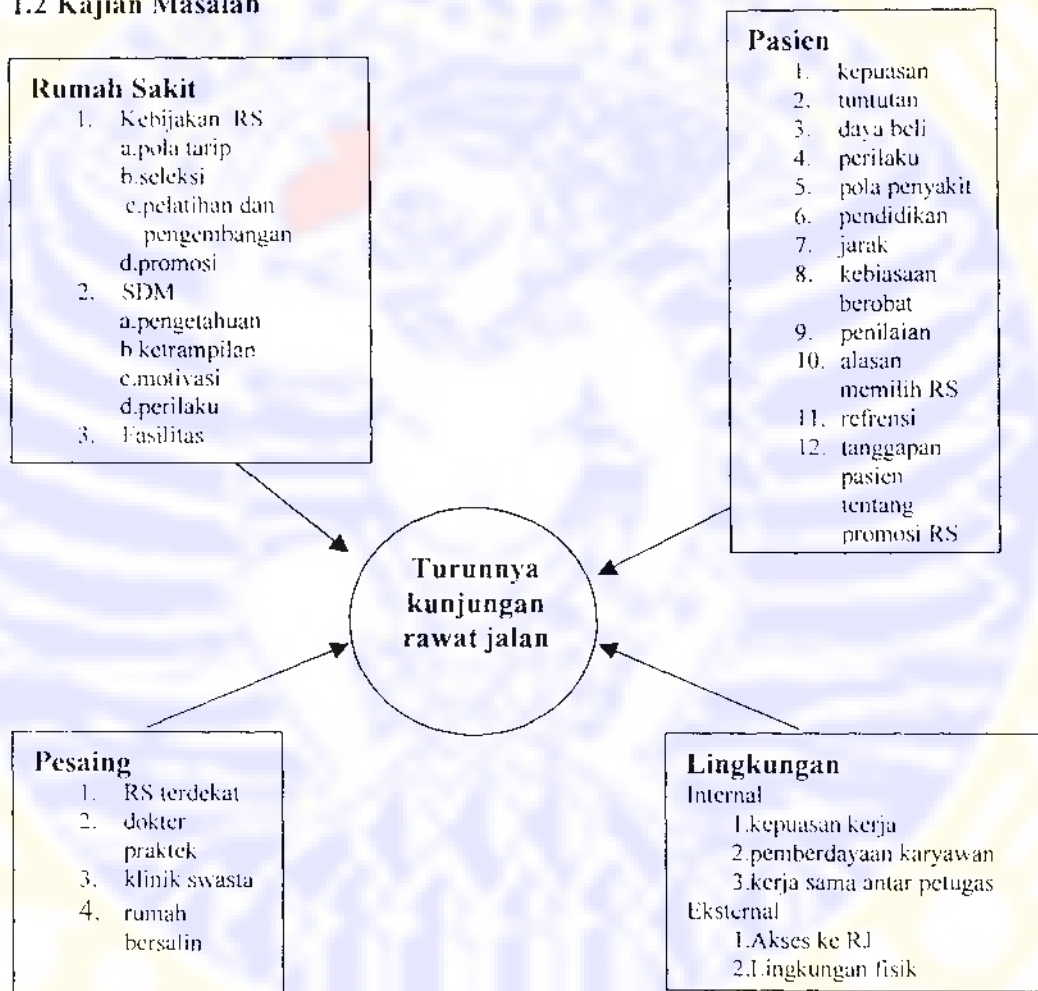 1.2 Kajian Masalah
Rumah Sakit
1. Kebijakan RS
a.pola tarip
b.seleksi
c.pelatihan dan
pengembangan
d.promosi
2. SDM
a.pengetahuan
b.ketrampilan
c.motivasi
d.perilaku
3. Fasilitas
Pasien
1. kepuasan
2. tuntutan
3. daya beli
4. perilaku
5. pola penyakit
6. pendidikan
7. jarak
8. kebiasaan
berobat
9. penilaian
10. alasan
memilih RS
11. refrensi
12. tanggapan
pasien
tentang
promosi RS
Turunnya
kunjungan
rawat jalan
Pesaing
1. RS terdekat
2. dokter
praktek
3. klinik swasta
4. rumah
bersalin
Lingkungan
Internal
1.kepuasan kerja
2.pemberdayaan karyawan
3.kerja sama antar petugas
Eksternal
1.Akses ke RJ
2.Lingkungan fisik